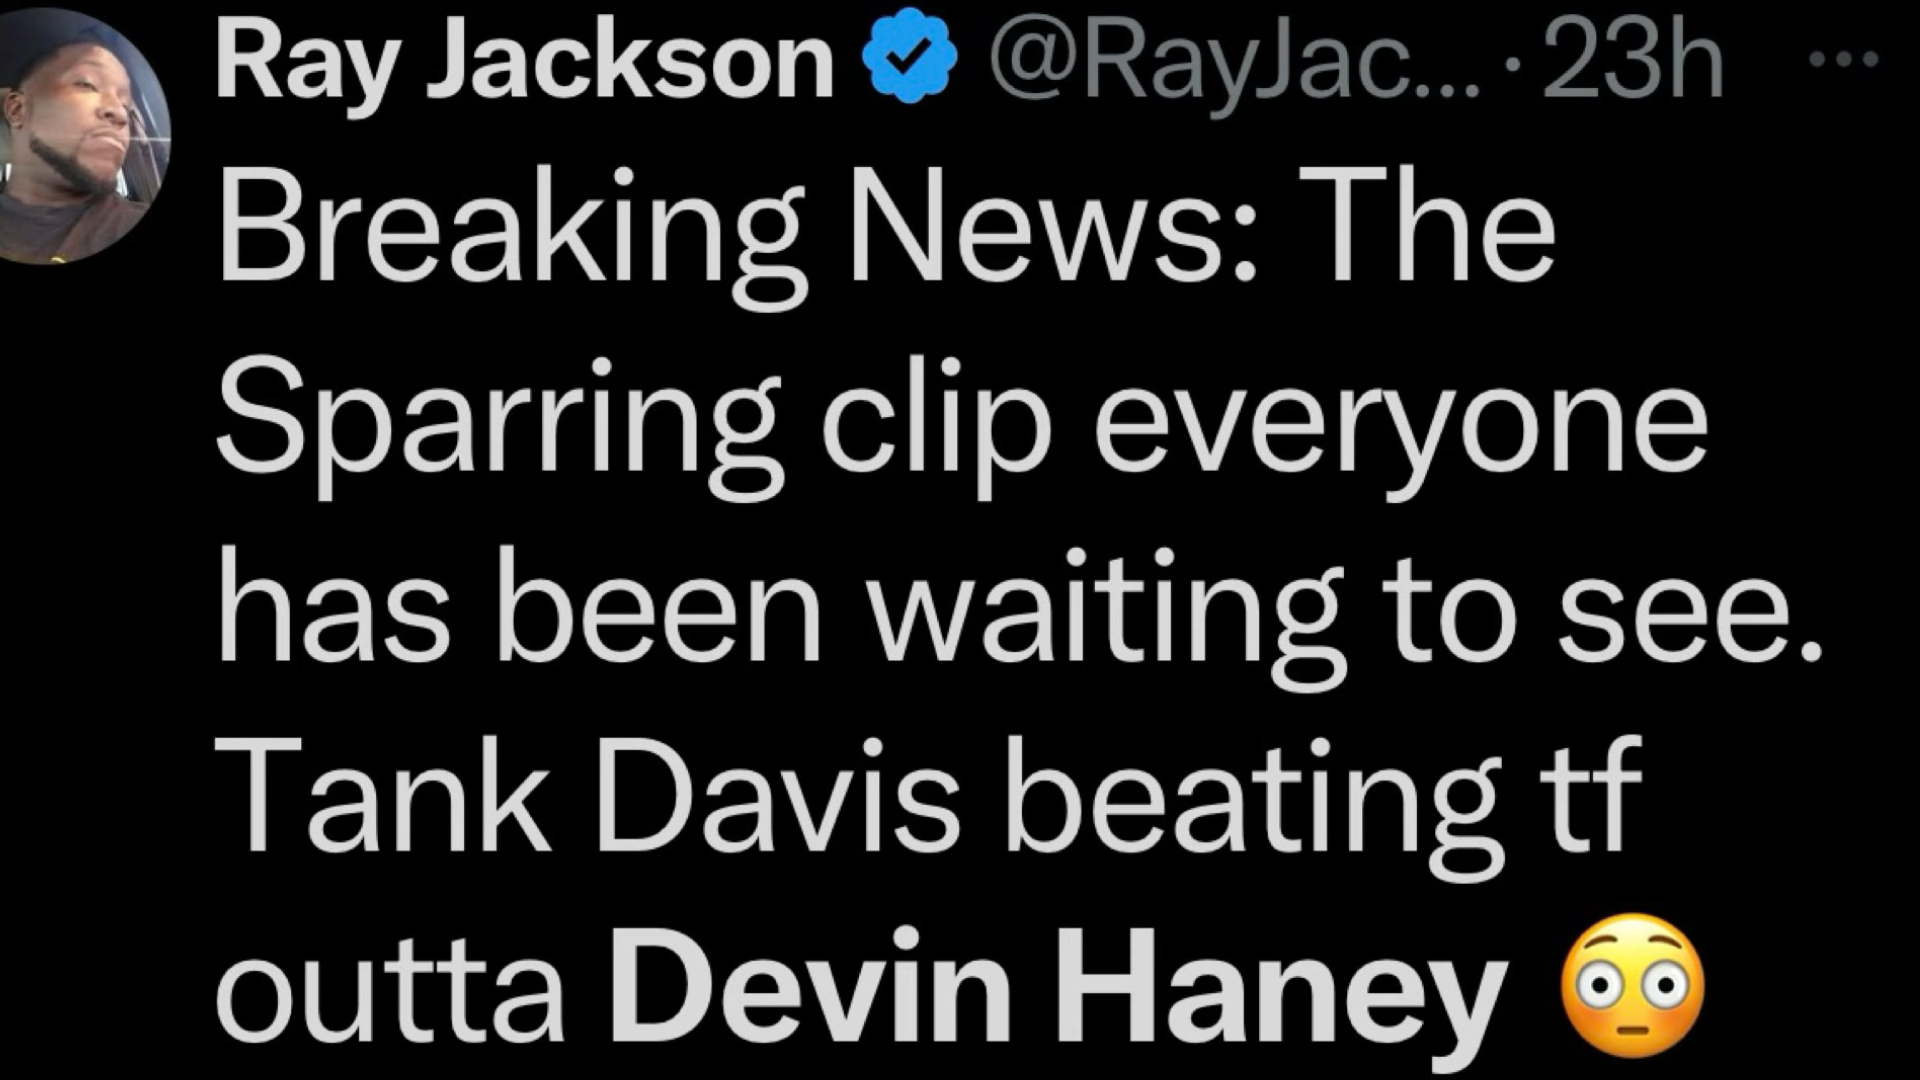 Ray Jackson @RayJac... · 23h
Breaking News: The
Sparring clip everyone
has been waiting to see.
Tank Davis beating tf
outta Devin Haney 😳